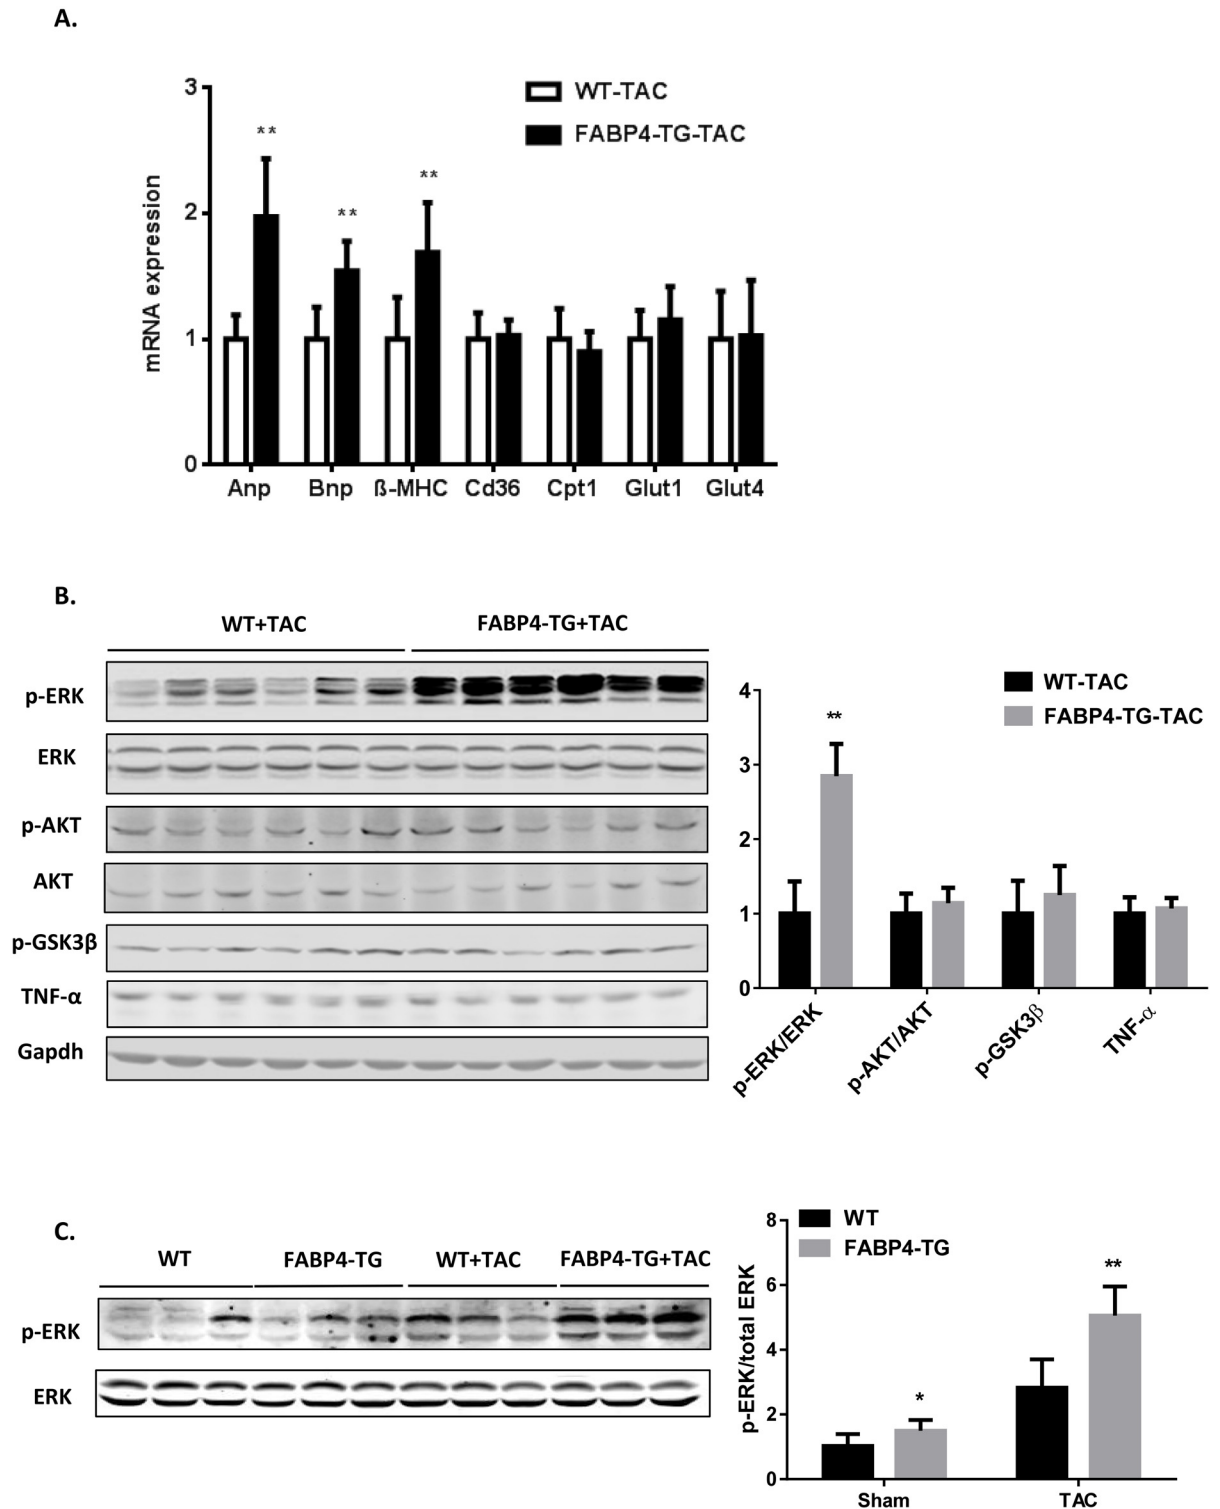 A.
3
2
1
0
mRNA expression
**
**
**
WT-TAC
FABP4-TG-TAC
Anp Bnp ß-MHC Cd36 Cpt1 Glut1 Glut4
B.
WT+TAC FABP4-TG+TAC
p-ERK
ERK
p-AKT
AKT
p-GSK3β
TNF-α
Gapdh
WT-TAC
FABP4-TG-TAC
**
4
3
2
1
0
p-ERK/ERK p-AKT/AKT p-GSK3β TNF-α
C.
WT FABP4-TG WT+TAC FABP4-TG+TAC
p-ERK
ERK
WT
FABP4-TG
p-ERK/total ERK
8
6
4
2
0
*
**
Sham TAC